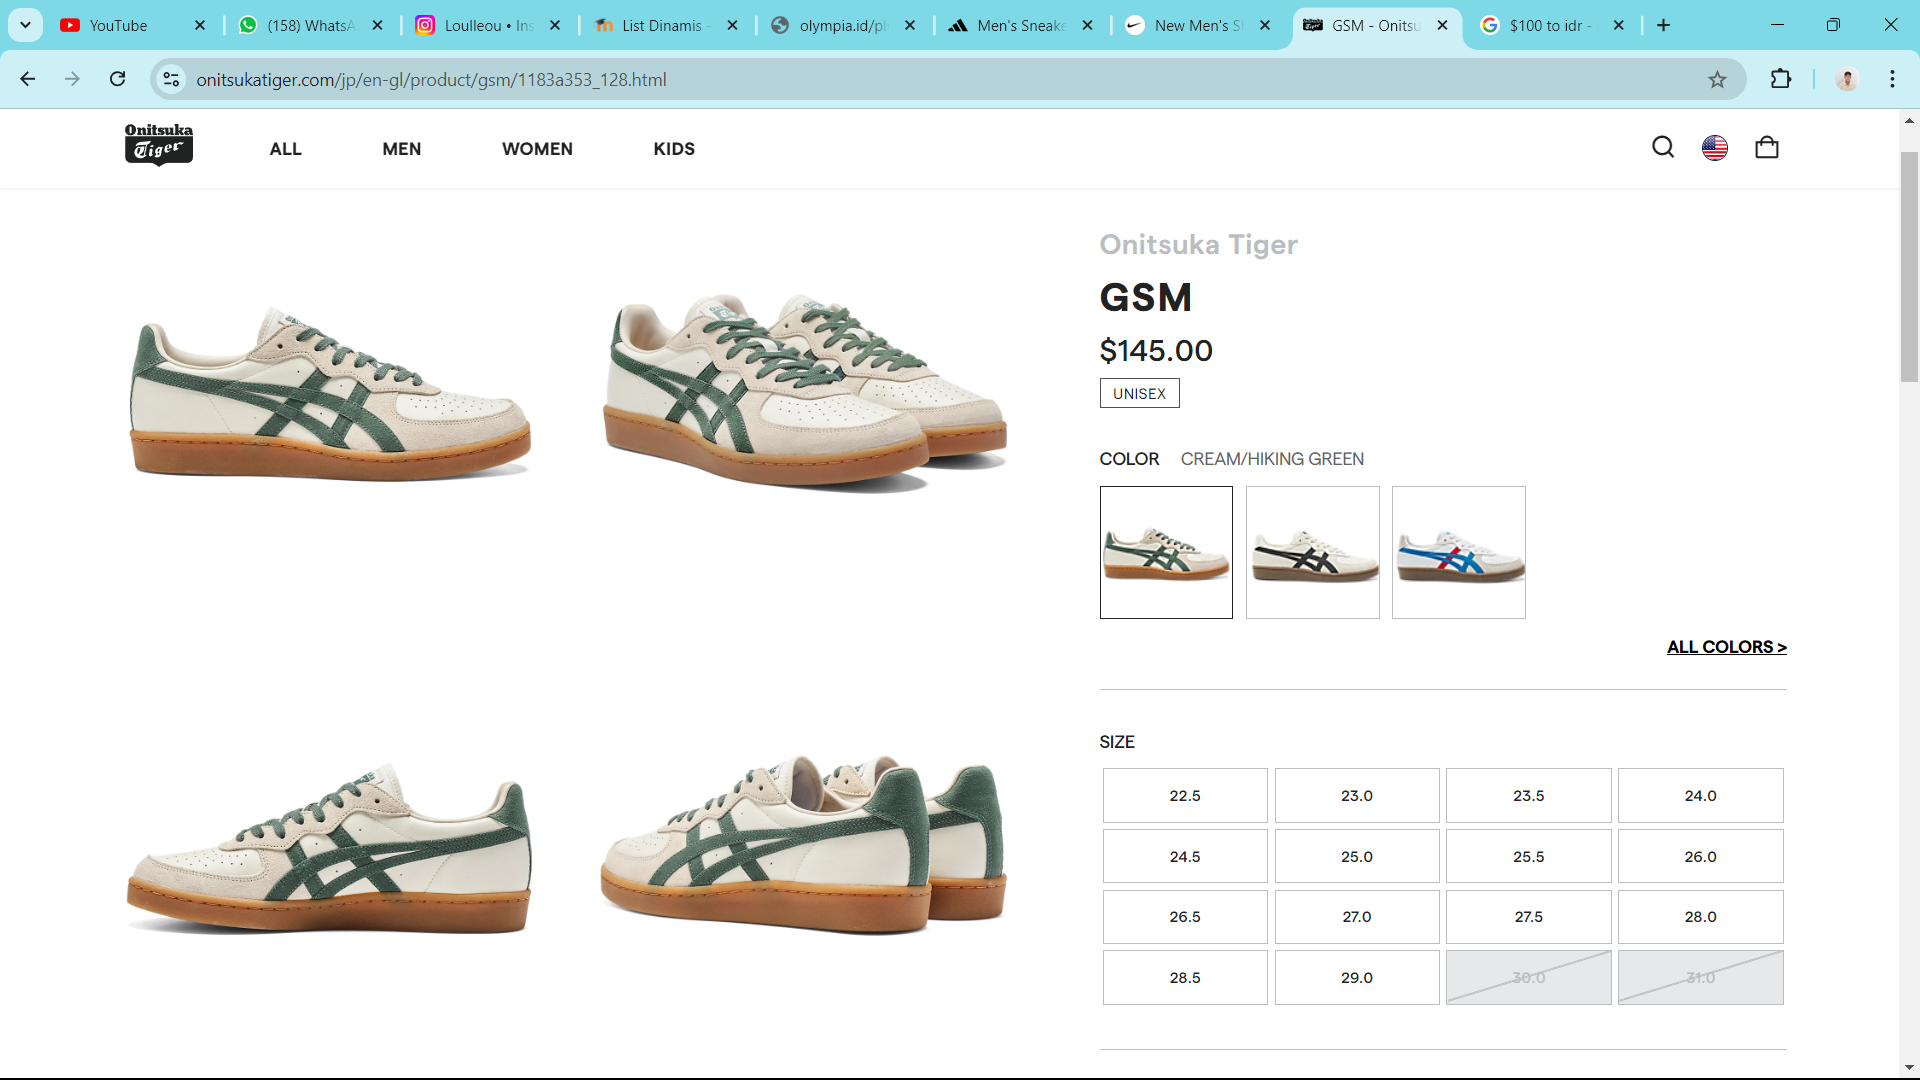 YouTube
(158) WhatsA
Loulleou • Ins
List Dinamis -
olympia.id/pl
Men's Sneake
New Men's S
GSM - Onitsu
$100 to idr -
onitsukatiger.com/jp/en-gl/product/gsm/1183a353_128.html
Onitsuka
Tiger
ALL
MEN
WOMEN
KIDS
Onitsuka Tiger
GSM
$145.00
UNISEX
COLOR CREAM/HIKING GREEN
ALL COLORS >
SIZE
22.5 23.0 23.5 24.0
24.5 25.0 25.5 26.0
26.5 27.0 27.5 28.0
28.5 29.0 30.0 31.0